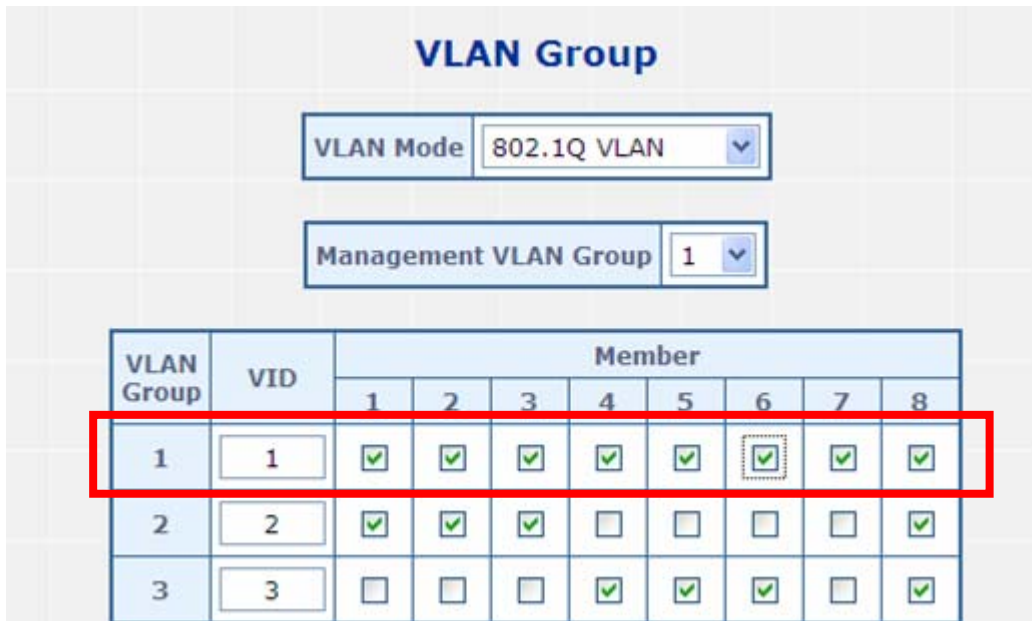 VLAN Group
VLAN Mode 802.1Q VLAN
Management VLAN Group 1
VLAN Group VID Member
1 2 3 4 5 6 7 8
1 1
2 2
3 3